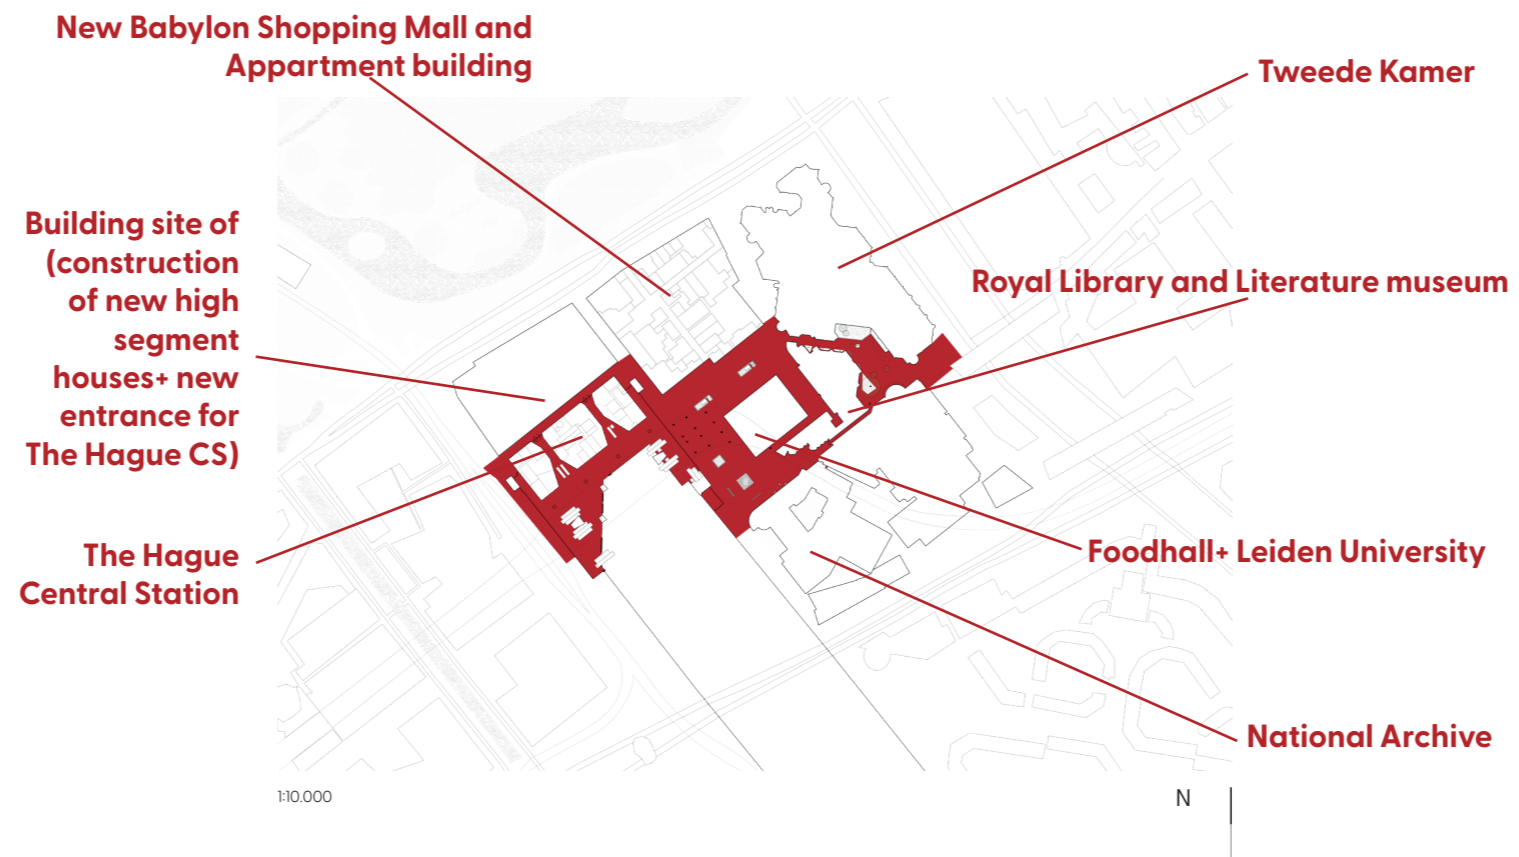 New Babylon Shopping Mall and
Appartment building
Tweede Kamer
Building site of
(construction
of new high
segment
houses+ new
entrance for
The Hague CS)
Royal Library and Literature museum
The Hague
Central Station
Foodhall+ Leiden University
National Archive
1:10.000
N